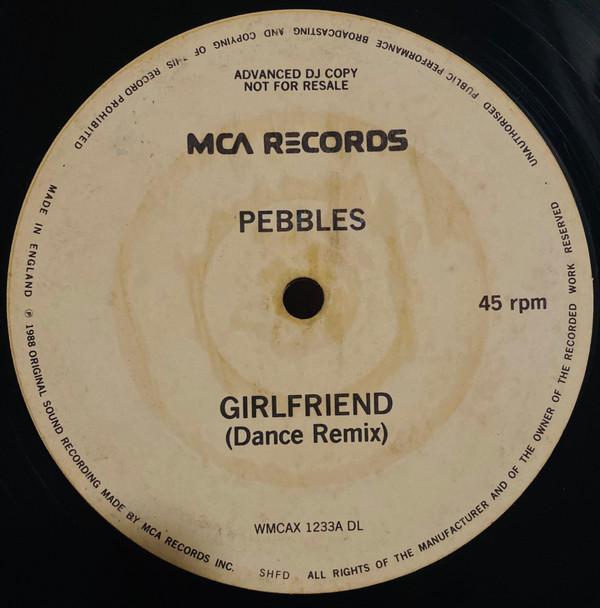 ADVANCED DJ COPY
NOT FOR RESALE
MCA RECORDS
PEBBLES
45 rpm
GIRLFRIEND
(Dance Remix)
WMCAX 1233A DL
MADE IN ENGLAND ℗ 1988 ORIGINAL SOUND RECORDING MADE BY MCA RECORDS INC. SHFD ALL RIGHTS OF THE MANUFACTURER AND OF THE OWNER OF THE RECORDED WORK RESERVED
UNAUTHORISED PUBLIC PERFORMANCE BROADCASTING AND COPYING OF THIS RECORD PROHIBITED